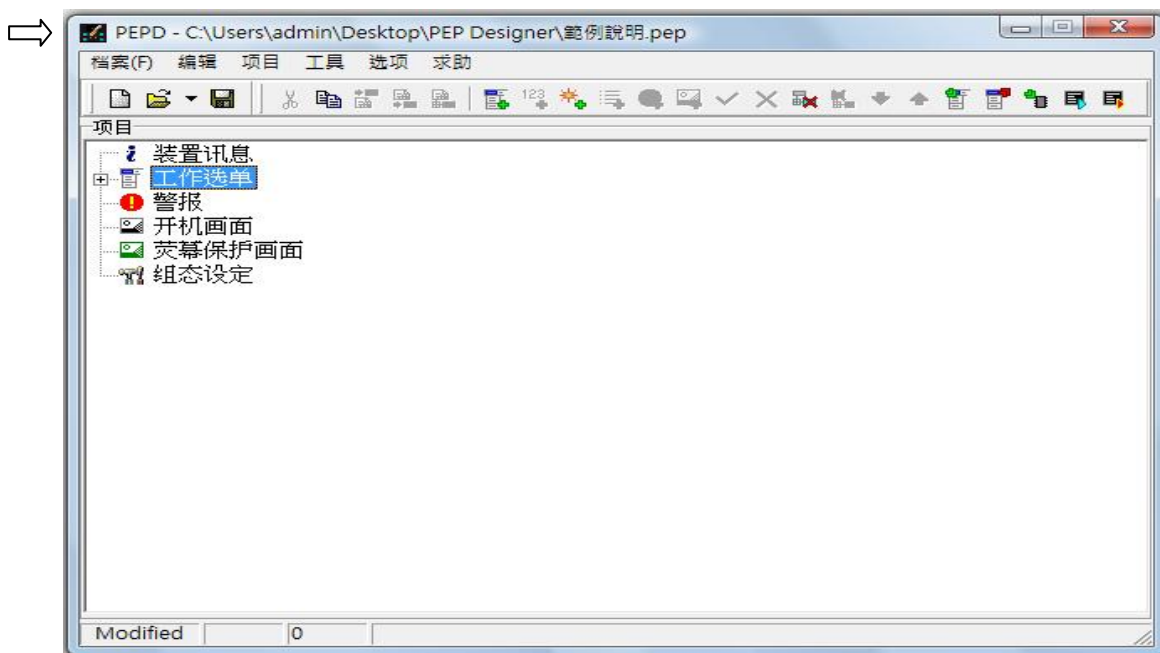 PEPD - C:\Users\admin\Desktop\PEP Designer\範例說明.pep
档案(F) 编辑 项目 工具 选项 求助
123
项目
装置讯息
工作选单
警报
开机画面
荧幕保护画面
组态设定
Modified 0